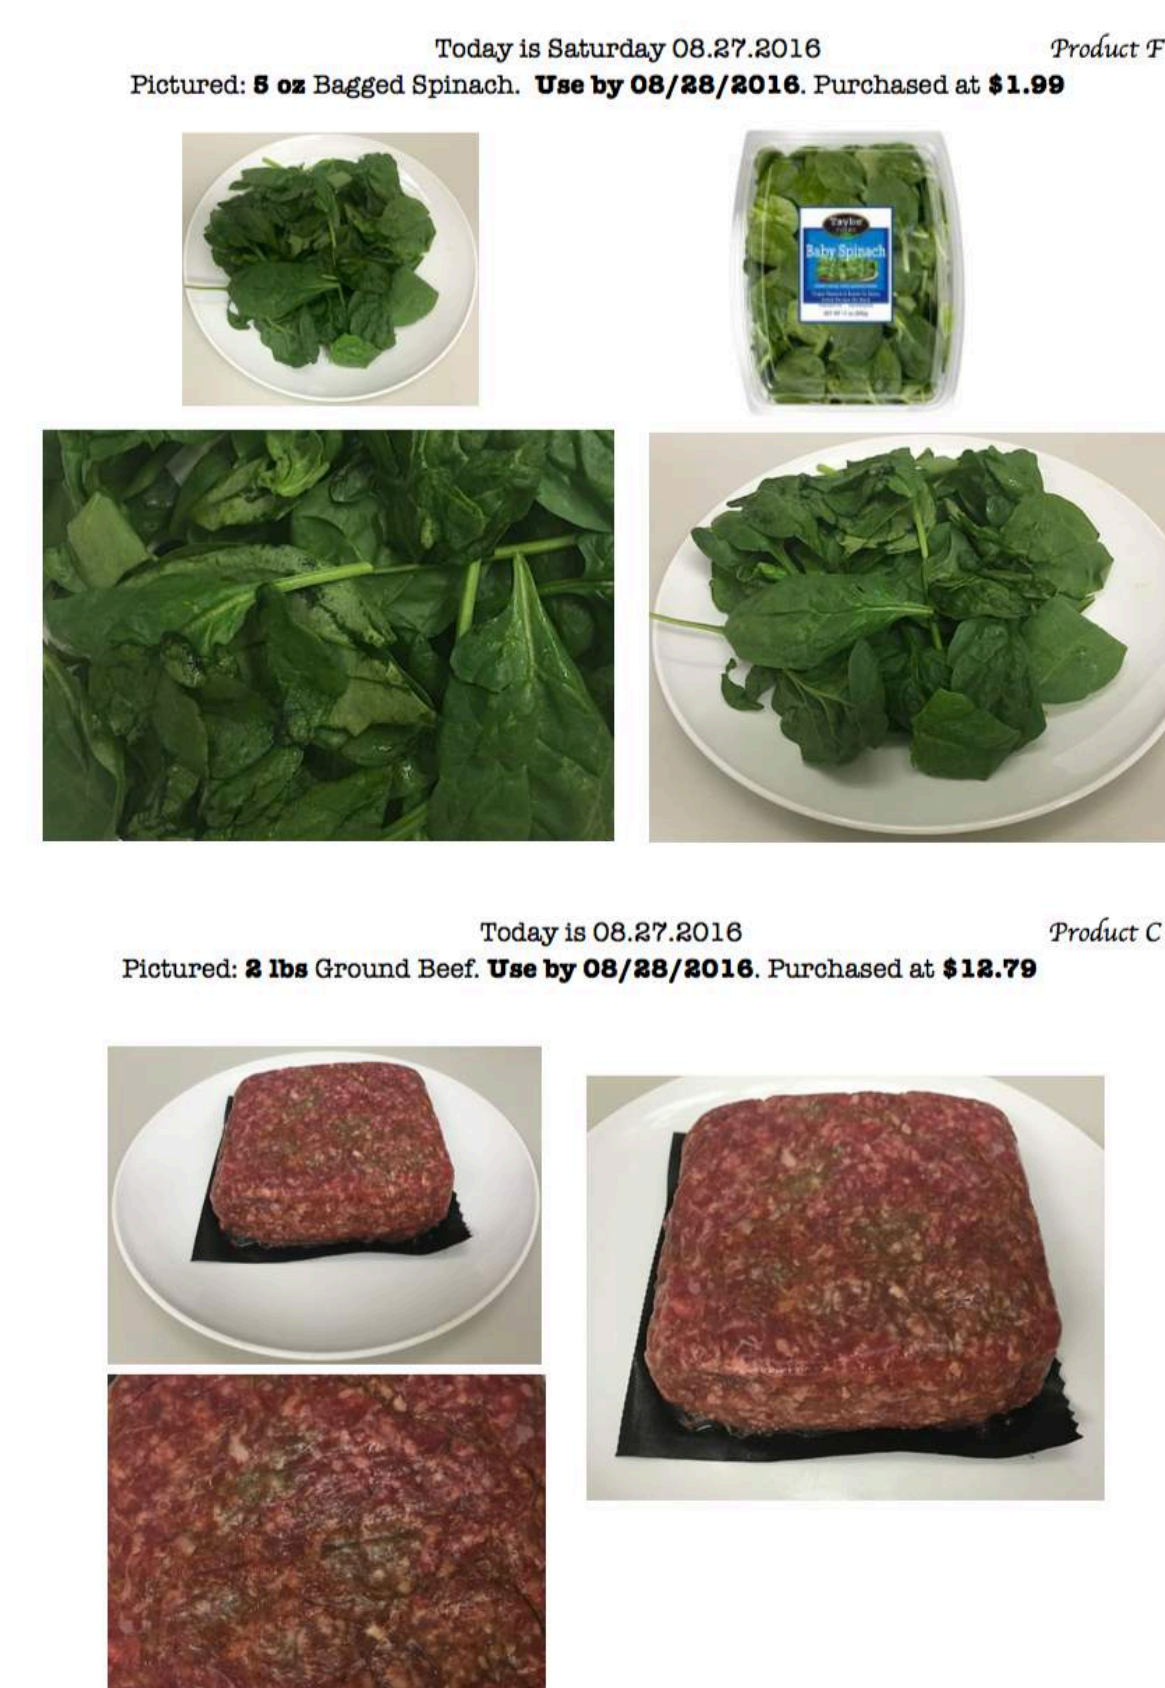 Today is Saturday 08.27.2016
Product F
Pictured: 5 oz Bagged Spinach. Use by 08/28/2016. Purchased at $1.99
Taylor
Baby Spinach
Today is 08.27.2016
Product C
Pictured: 2 lbs Ground Beef. Use by 08/28/2016. Purchased at $12.79